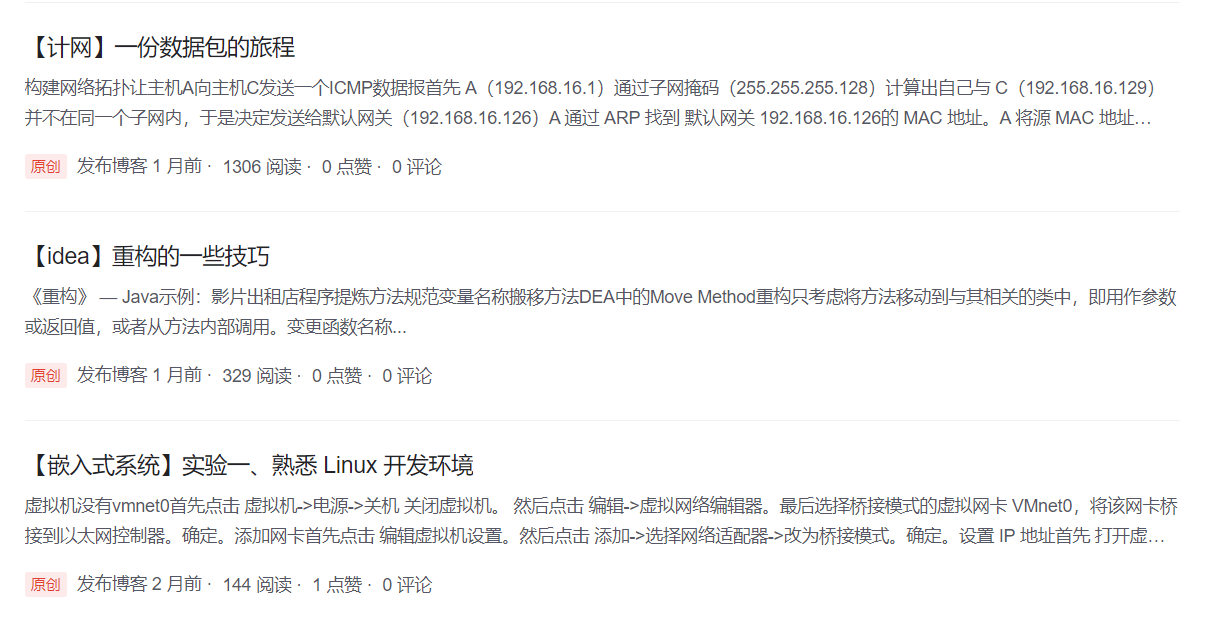 【计网】一份数据包的旅程
构建网络拓扑让主机A向主机C发送一个ICMP数据报首先 A（192.168.16.1）通过子网掩码（255.255.255.128）计算出自己与 C（192.168.16.129）
并不在同一个子网内，于是决定发送给默认网关（192.168.16.126）A 通过 ARP 找到 默认网关 192.168.16.126的 MAC 地址。A 将源 MAC 地址…
原创 发布博客 1 月前 · 1306 阅读 · 0 点赞 · 0 评论
【idea】重构的一些技巧
《重构》 — Java示例：影片出租店程序提炼方法规范变量名称搬移方法DEA中的Move Method重构只考虑将方法移动到与其相关的类中，即用作参数
或返回值，或者从方法内部调用。变更函数名称...
原创 发布博客 1 月前 · 329 阅读 · 0 点赞 · 0 评论
【嵌入式系统】实验一、熟悉 Linux 开发环境
虚拟机没有vmnet0首先点击 虚拟机->电源->关机 关闭虚拟机。 然后点击 编辑->虚拟网络编辑器。最后选择桥接模式的虚拟网卡 VMnet0，将该网卡桥
接到以太网控制器。确定。添加网卡首先点击 编辑虚拟机设置。然后点击 添加->选择网络适配器->改为桥接模式。确定。设置 IP 地址首先 打开虚…
原创 发布博客 2 月前 · 144 阅读 · 1 点赞 · 0 评论